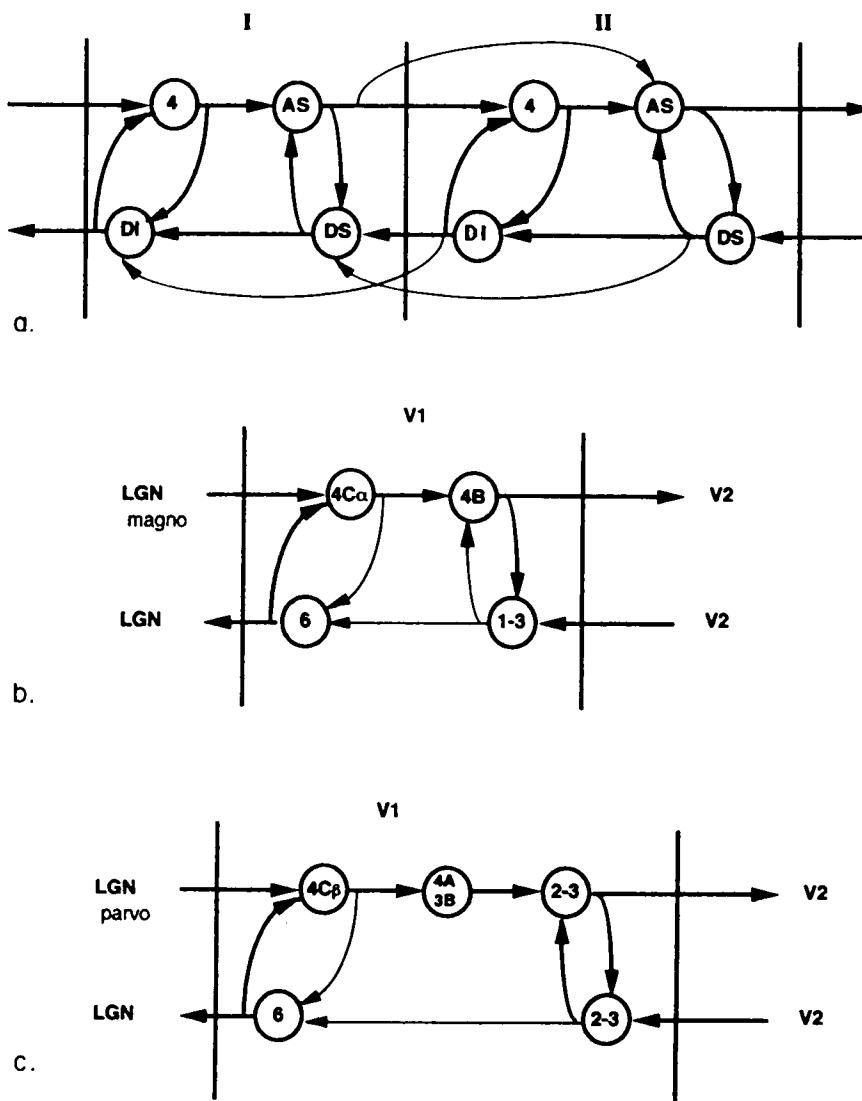 I II
4 AS 4 AS
DI DS DI DS
a.
V1
LGN 4Cα 4B V2
magno
LGN 6 1-3 V2
b.
V1
LGN 4Cβ 4A 2-3 V2
parvo 3B
LGN 6 2-3 V2
c.